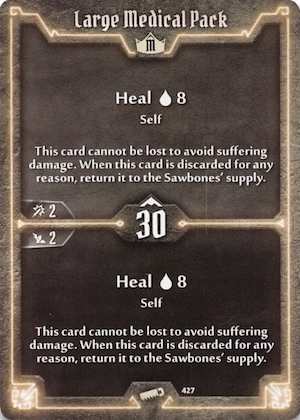 Large Medical Pack
M
Heal 8
Self
This card cannot be lost to avoid suffering
damage. When this card is discarded for any
reason, return it to the Sawbones' supply.
2
30
2
Heal 8
Self
This card cannot be lost to avoid suffering
damage. When this card is discarded for any
reason, return it to the Sawbones' supply.
427